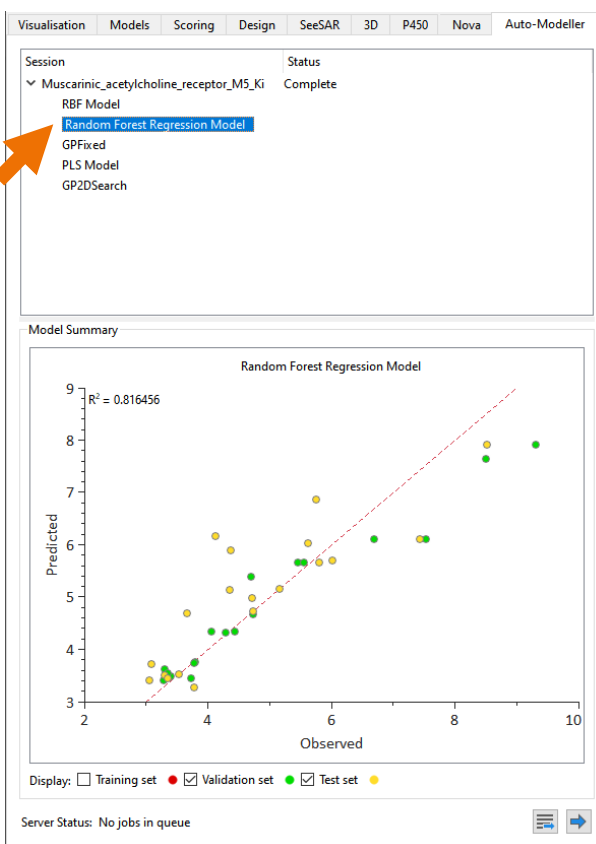 Visualisation Models Scoring Design SeeSAR 3D P450 Nova Auto-Modeller
Session Status
Muscarinic_acetylcholine_receptor_M5_Ki Complete
RBF Model
Random Forest Regression Model
GPFixed
PLS Model
GP2DSearch
Model Summary
Random Forest Regression Model
R² = 0.816456
9
8
7
6
5
4
3
Predicted
2 4 6 8 10
Observed
Display: Training set Validation set Test set
Server Status: No jobs in queue